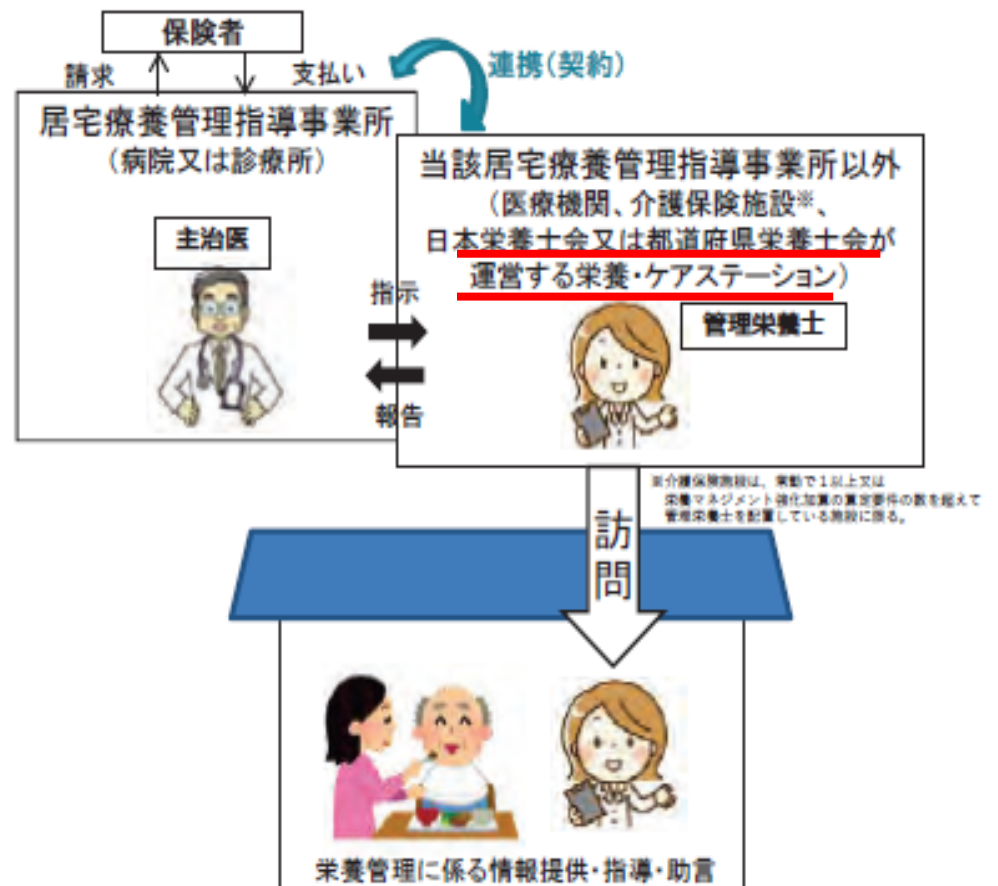 保険者
請求
支払い
連携(契約)
居宅療養管理指導事業所
(病院又は診療所)
主治医
指示
報告
当該居宅療養管理指導事業所以外
(医療機関、介護保険施設※、
日本栄養士会又は都道府県栄養士会が
運営する栄養・ケアステーション)
管理栄養士
※介護保険施設は、常勤で1以上又は
栄養マネジメント強化加算の算定要件の数を超えて
管理栄養士を配置している施設に限る。
訪問
栄養管理に係る情報提供・指導・助言